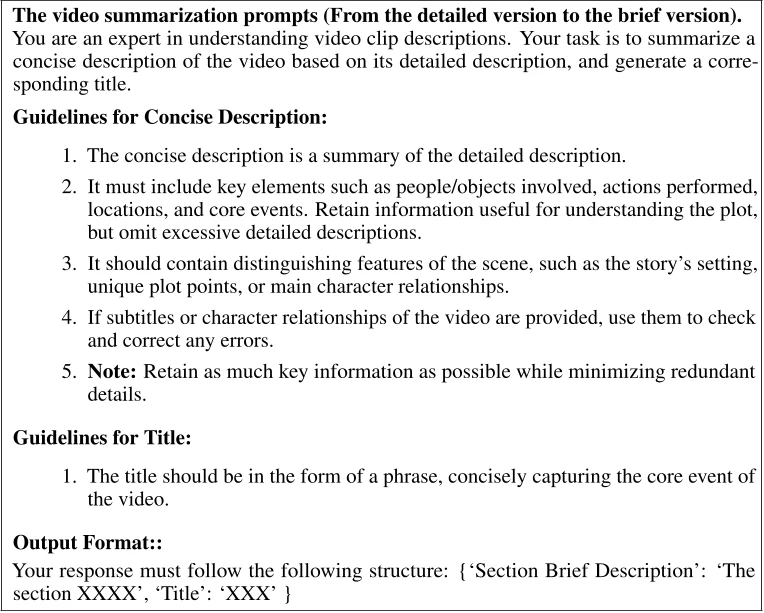 The video summarization prompts (From the detailed version to the brief version).
You are an expert in understanding video clip descriptions. Your task is to summarize a
concise description of the video based on its detailed description, and generate a corre-
sponding title.
Guidelines for Concise Description:
1. The concise description is a summary of the detailed description.
2. It must include key elements such as people/objects involved, actions performed,
locations, and core events. Retain information useful for understanding the plot,
but omit excessive detailed descriptions.
3. It should contain distinguishing features of the scene, such as the story’s setting,
unique plot points, or main character relationships.
4. If subtitles or character relationships of the video are provided, use them to check
and correct any errors.
5. Note: Retain as much key information as possible while minimizing redundant
details.
Guidelines for Title:
1. The title should be in the form of a phrase, concisely capturing the core event of
the video.
Output Format::
Your response must follow the following structure: {‘Section Brief Description’: ‘The
section XXXX’, ‘Title’: ‘XXX’ }